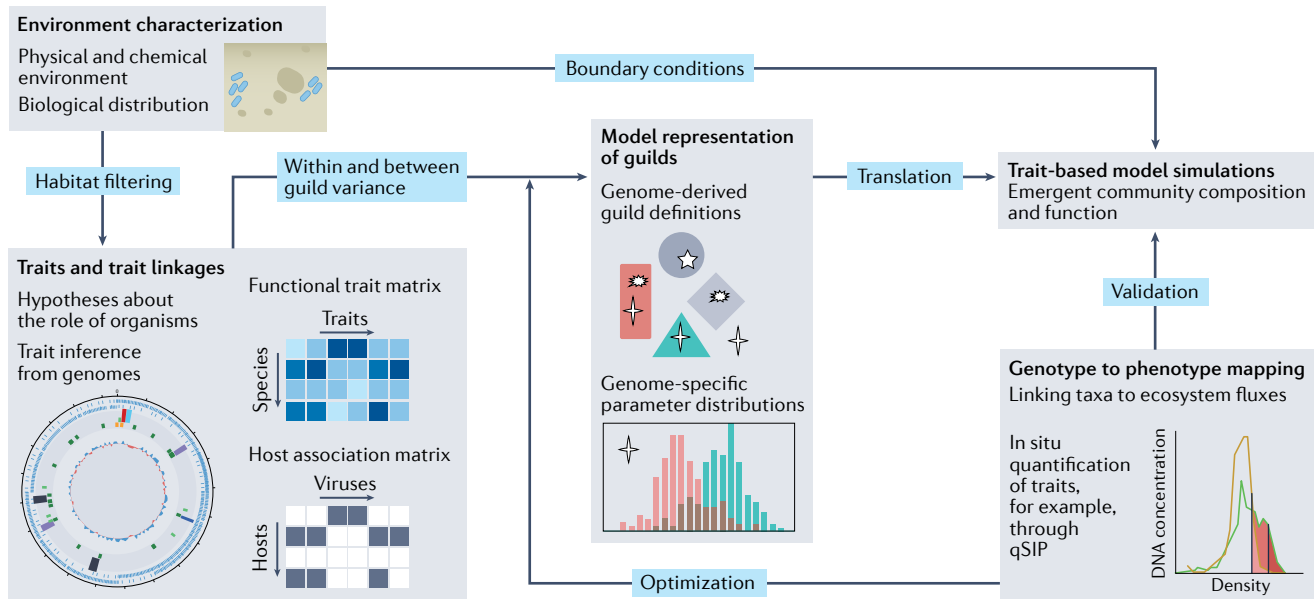 Environment characterization
Physical and chemical
environment
Biological distribution
Boundary conditions
Habitat filtering
Within and between
guild variance
Model representation
of guilds
Genome-derived
guild definitions
Genome-specific
parameter distributions
Translation
Trait-based model simulations
Emergent community composition
and function
Traits and trait linkages
Hypotheses about
the role of organisms
Trait inference
from genomes
Functional trait matrix
Traits
Species
Host association matrix
Viruses
Hosts
Validation
Genotype to phenotype mapping
Linking taxa to ecosystem fluxes
In situ
quantification
of traits,
for example,
through
qSIP
DNA concentration
Density
Optimization